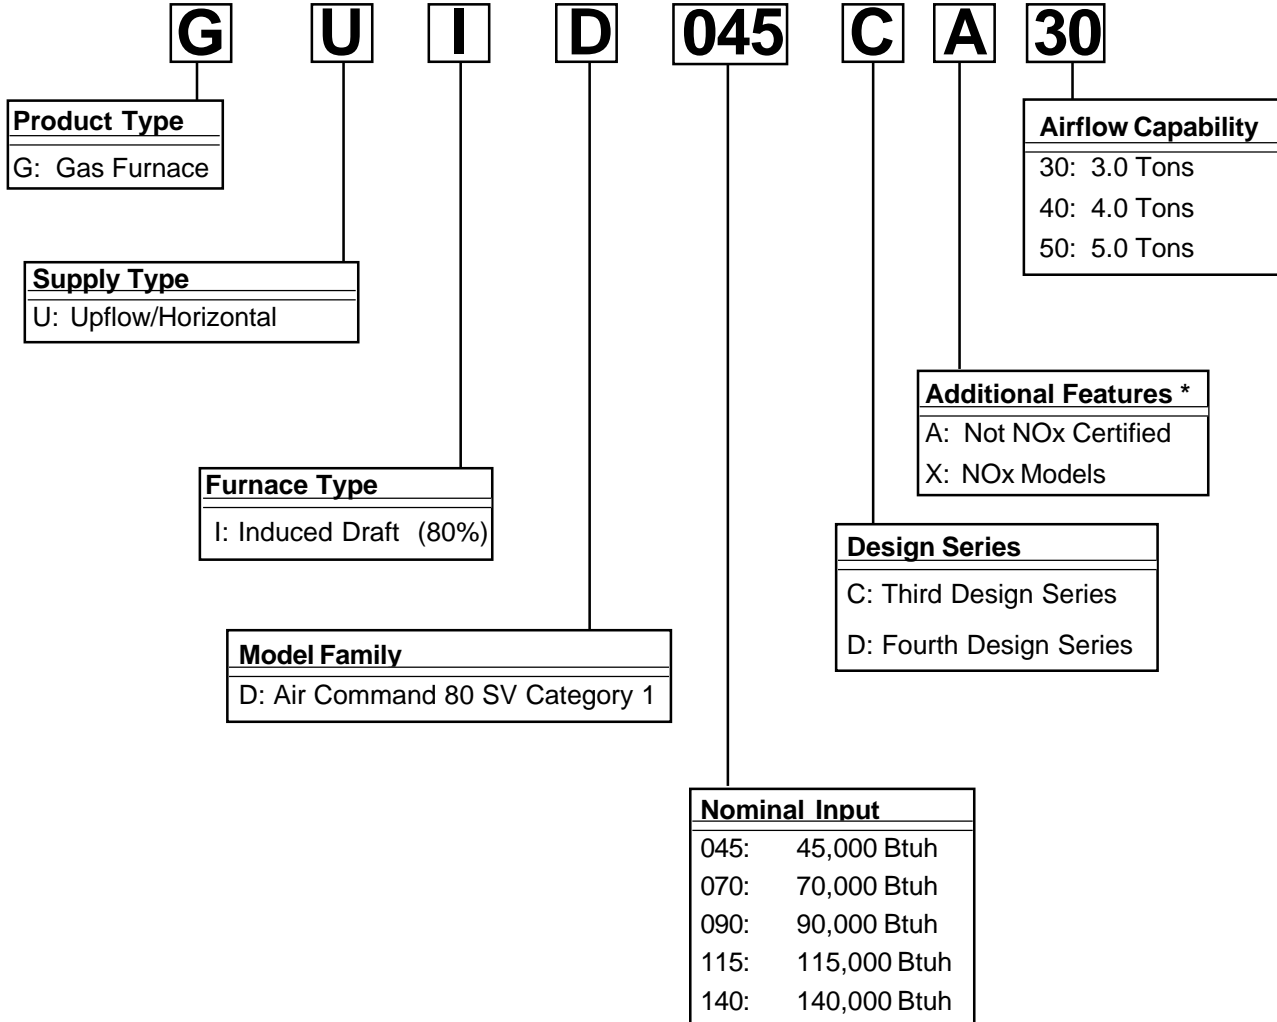 G U I D 045 C A 30
Product Type
G: Gas Furnace
Airflow Capability
30: 3.0 Tons
40: 4.0 Tons
50: 5.0 Tons
Supply Type
U: Upflow/Horizontal
Additional Features *
A: Not NOx Certified
X: NOx Models
Furnace Type
I: Induced Draft (80%)
Design Series
C: Third Design Series
D: Fourth Design Series
Model Family
D: Air Command 80 SV Category 1
Nominal Input
045: 45,000 Btuh
070: 70,000 Btuh
090: 90,000 Btuh
115: 115,000 Btuh
140: 140,000 Btuh